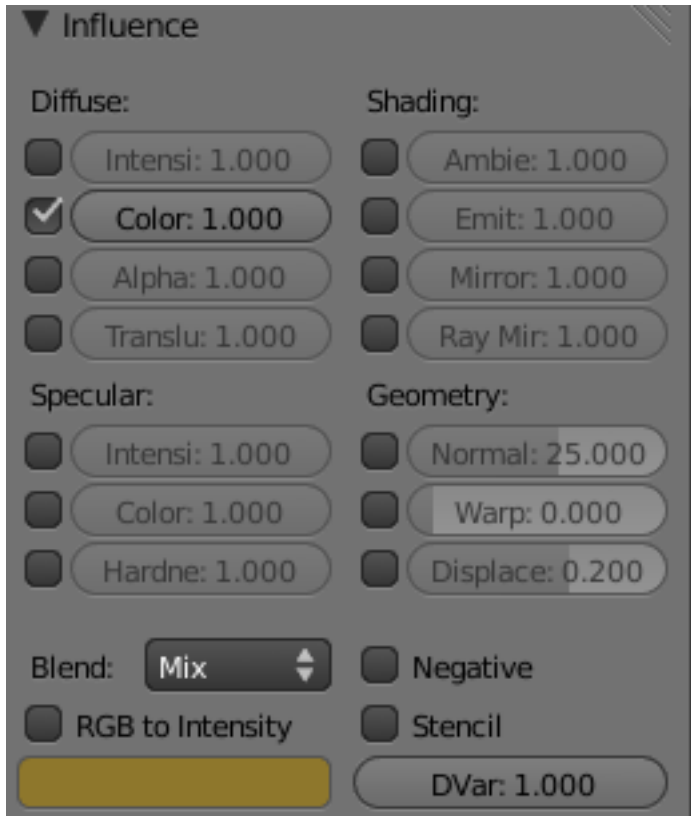 Influence
Diffuse: Shading:
Intensi: 1.000 Ambie: 1.000
Color: 1.000 Emit: 1.000
Alpha: 1.000 Mirror: 1.000
Translu: 1.000 Ray Mir: 1.000
Specular: Geometry:
Intensi: 1.000 Normal: 25.000
Color: 1.000 Warp: 0.000
Hardne: 1.000 Displace: 0.200
Blend: Mix Negative
RGB to Intensity Stencil
DVar: 1.000